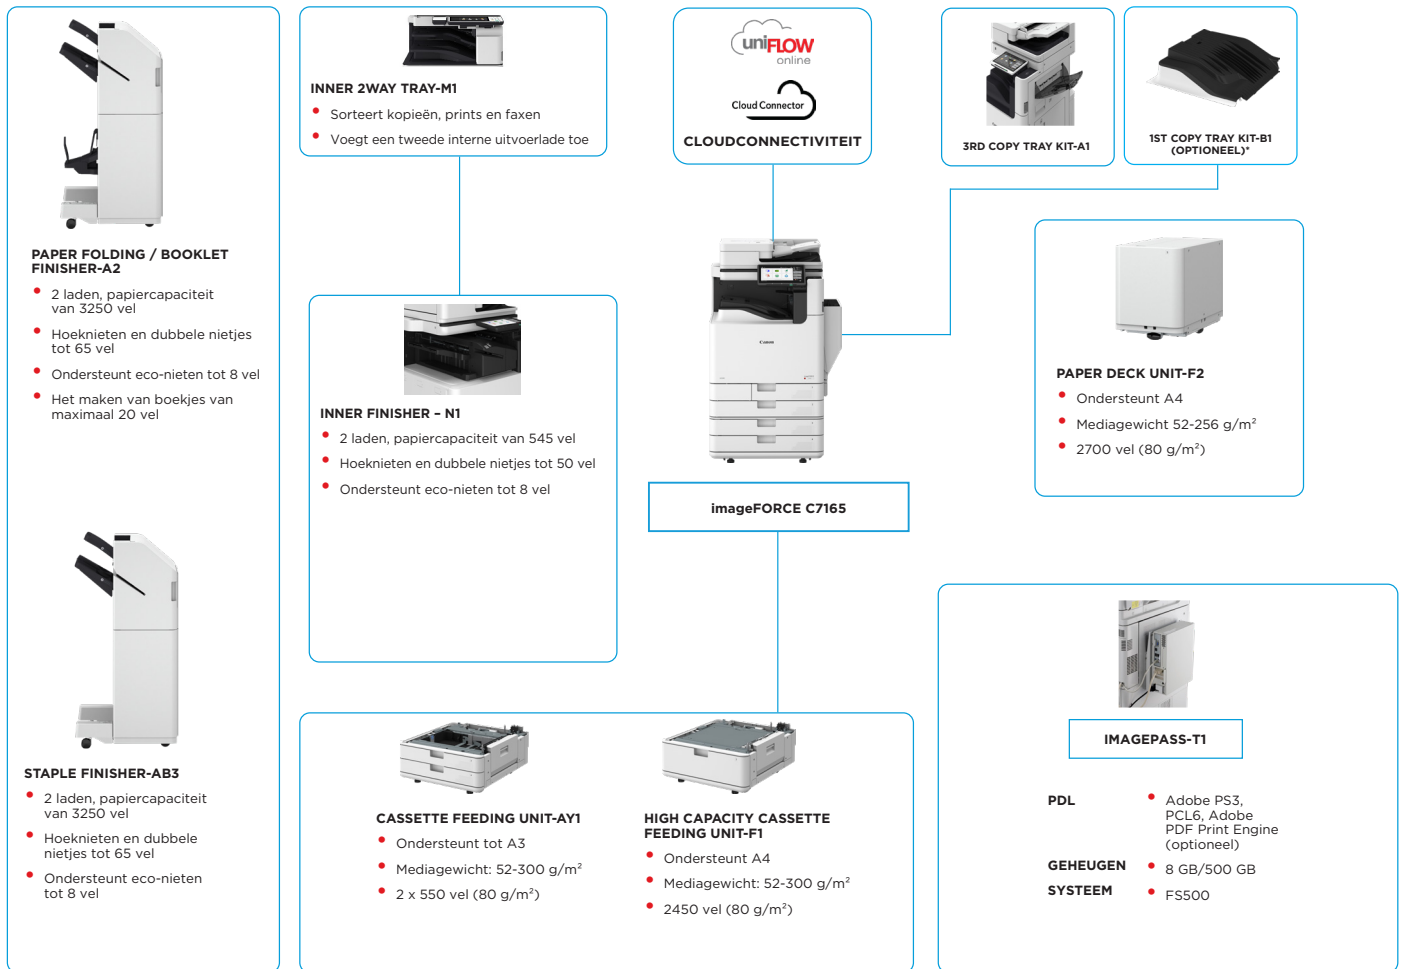 PAPER FOLDING / BOOKLET
FINISHER-A2
• 2 laden, papiercapaciteit
van 3250 vel
• Hoeknieten en dubbele nietjes
tot 65 vel
• Ondersteunt eco-nieten tot 8 vel
• Het maken van boekjes van
maximaal 20 vel
STAPLE FINISHER-AB3
• 2 laden, papiercapaciteit
van 3250 vel
• Hoeknieten en dubbele
nietjes tot 65 vel
• Ondersteunt eco-nieten
tot 8 vel
INNER 2WAY TRAY-M1
• Sorteert kopieën, prints en faxen
• Voegt een tweede interne uitvoerlade toe
INNER FINISHER – N1
• 2 laden, papiercapaciteit van 545 vel
• Hoeknieten en dubbele nietjes tot 50 vel
• Ondersteunt eco-nieten tot 8 vel
uniFLOW
online
Cloud Connector
CLOUDCONNECTIVITEIT
Canon
imageFORCE C7165
CASSETTE FEEDING UNIT-AY1
• Ondersteunt tot A3
• Mediagewicht: 52-300 g/m²
• 2 x 550 vel (80 g/m²)
HIGH CAPACITY CASSETTE
FEEDING UNIT-F1
• Ondersteunt A4
• Mediagewicht: 52-300 g/m²
• 2450 vel (80 g/m²)
3RD COPY TRAY KIT-A1
1ST COPY TRAY KIT-B1
(OPTIONEEL)*
PAPER DECK UNIT-F2
• Ondersteunt A4
• Mediagewicht 52-256 g/m²
• 2700 vel (80 g/m²)
IMAGEPASS-T1
PDL • Adobe PS3,
PCL6, Adobe
PDF Print Engine
(optioneel)
GEHEUGEN • 8 GB/500 GB
SYSTEEM • FS500